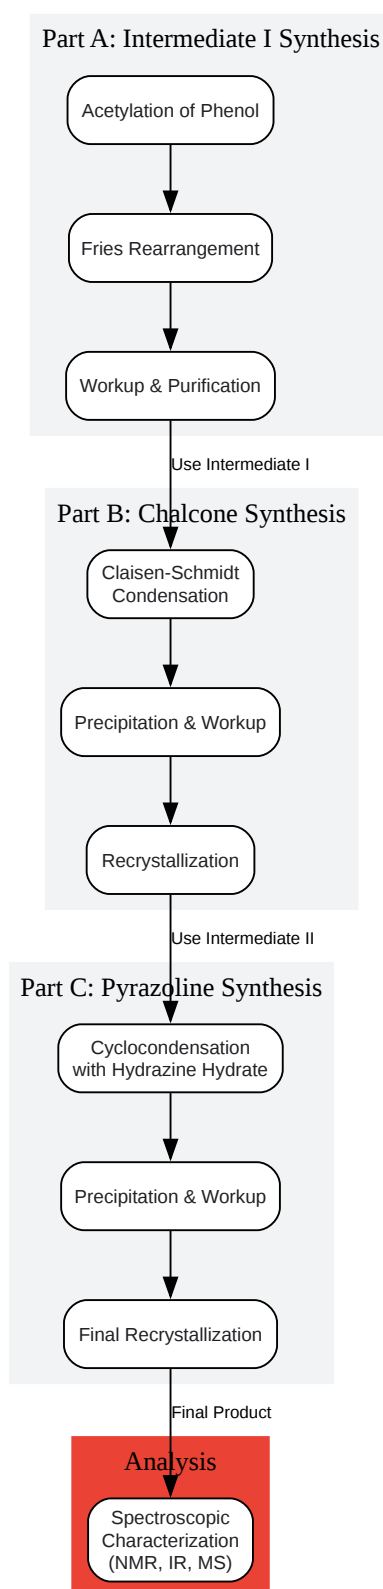 Part A: Intermediate I Synthesis
Acetylation of Phenol
Fries Rearrangement
Workup & Purification
Use Intermediate I
Part B: Chalcone Synthesis
Claisen-Schmidt
Condensation
Precipitation & Workup
Recrystallization
Use Intermediate II
Part C: Pyrazoline Synthesis
Cyclocondensation
with Hydrazine Hydrate
Precipitation & Workup
Final Recrystallization
Final Product
Analysis
Spectroscopic
Characterization
(NMR, IR, MS)